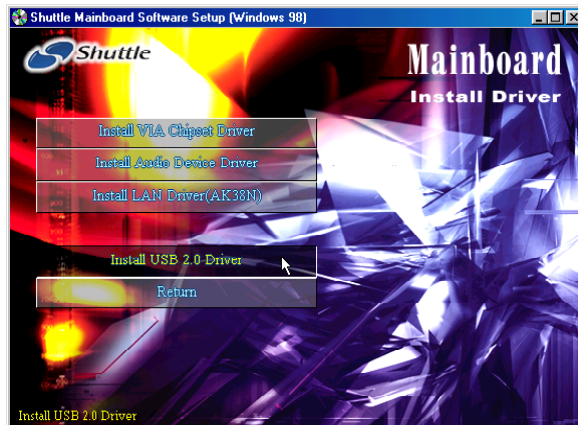 Shuttle Mainboard Software Setup (Windows 98)
Shuttle
Mainboard
Install Driver
Install VIA Chipset Driver
Install Audio Device Driver
Install LAN Driver(AK38N)
Install USB 2.0 Driver
Return
Install USB 2.0 Driver